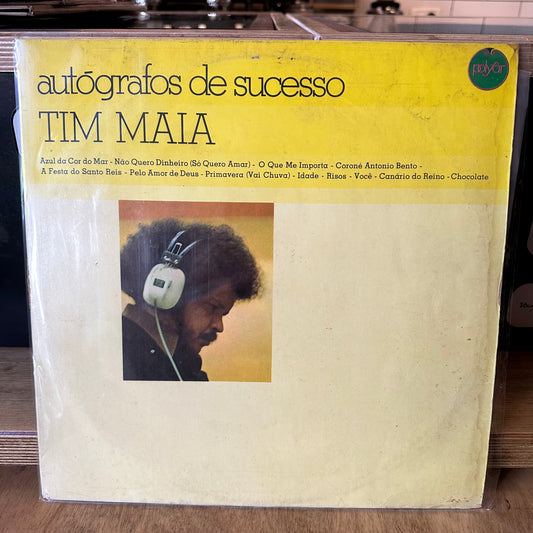 polyfar
autógrafos de sucesso
TIM MAIA
Azul da Cor do Mar - Não Quero Dinheiro (Só Quero Amar) - O Que Me Importa - Coroné Antonio Bento -
A Festa do Santo Reis - Pelo Amor de Deus - Primavera (Vai Chuva) - Idade - Risos - Você - Canário do Reino - Chocolate